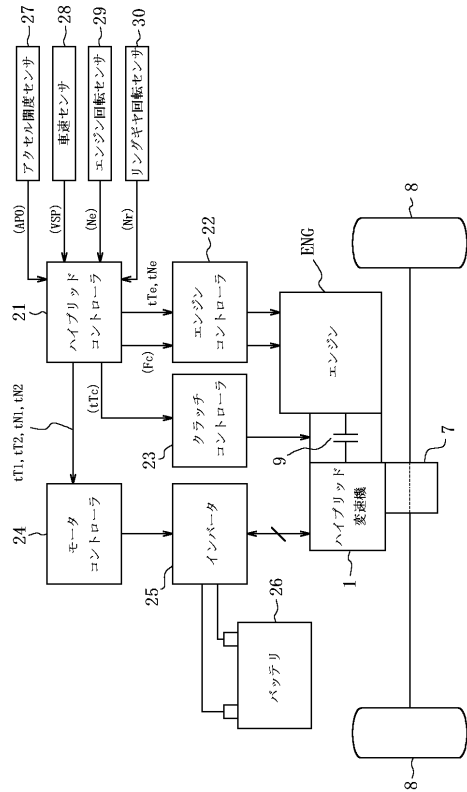 27
28
29
30
アクセル開度センサ
車速センサ
エンジン回転センサ
リングギヤ回転センサ
(APO)
(VSP)
(Ne)
(Nr)
21
ハイブリッド
コントローラ
tT1, tT2, tN1, tN2
(tTc)
(Fc)
tTe, tNe
24
モータ
コントローラ
23
クラッチ
コントローラ
22
エンジン
コントローラ
25
インバータ
ENG
エンジン
9
26
バッテリ
1
ハイブリッド
変速機
7
8
8